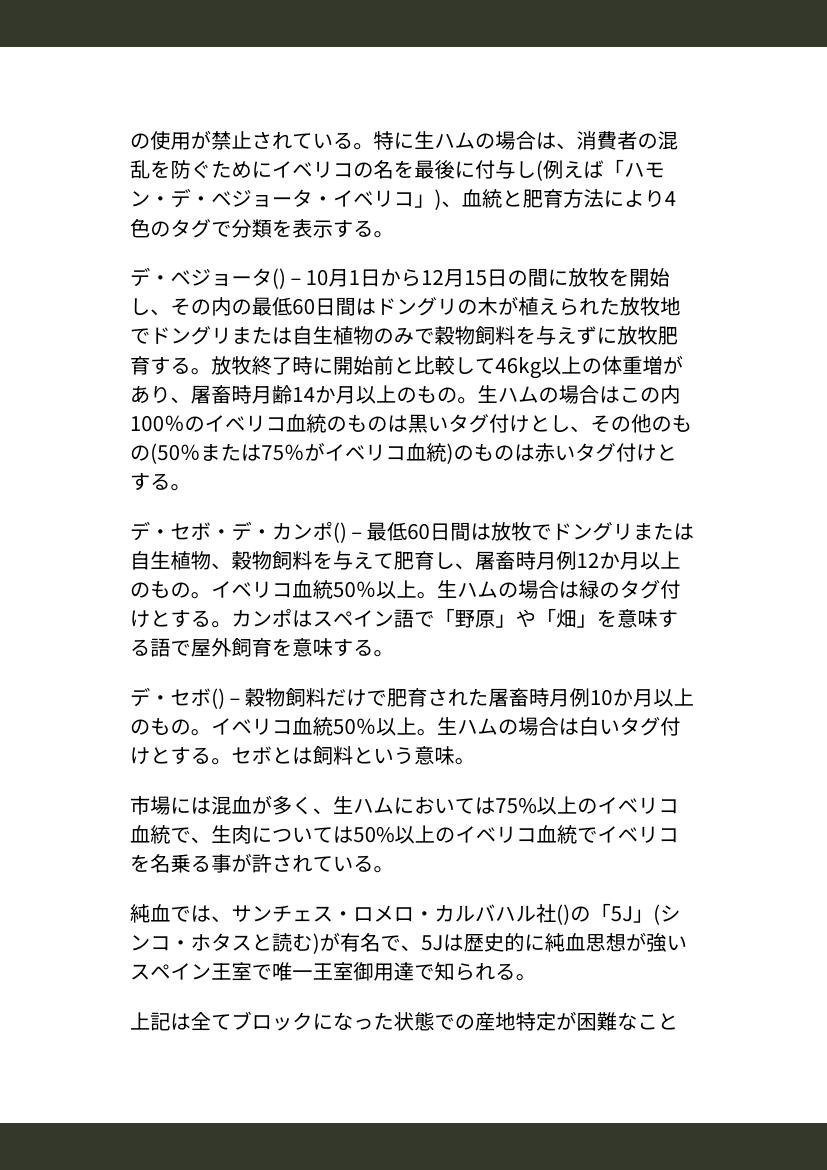 の使用が禁止されている。特に生ハムの場合は、消費者の混
乱を防ぐためにイベリコの名を最後に付与し(例えば「ハモ
ン・デ・ベジョータ・イベリコ」)、血統と肥育方法により4
色のタグで分類を表示する。
デ・ベジョータ() – 10月1日から12月15日の間に放牧を開始
し、その内の最低60日間はドングリの木が植えられた放牧地
でドングリまたは自生植物のみで穀物飼料を与えずに放牧肥
育する。放牧終了時に開始前と比較して46kg以上の体重増が
あり、屠畜時月齢14か月以上のもの。生ハムの場合はこの内
100%のイベリコ血統のものは黒いタグ付けとし、その他のも
の(50%または75%がイベリコ血統)のものは赤いタグ付けと
する。
デ・セボ・デ・カンポ() – 最低60日間は放牧でドングリまたは
自生植物、穀物飼料を与えて肥育し、屠畜時月例12か月以上
のもの。イベリコ血統50%以上。生ハムの場合は緑のタグ付
けとする。カンポはスペイン語で「野原」や「畑」を意味す
る語で屋外飼育を意味する。
デ・セボ() – 穀物飼料だけで肥育された屠畜時月例10か月以上
のもの。イベリコ血統50%以上。生ハムの場合は白いタグ付
けとする。セボとは飼料という意味。
市場には混血が多く、生ハムにおいては75%以上のイベリコ
血統で、生肉については50%以上のイベリコ血統でイベリコ
を名乗る事が許されている。
純血では、サンチェス・ロメロ・カルバハル社()の「5J」(シ
ンコ・ホタスと読む)が有名で、5Jは歴史的に純血思想が強い
スペイン王室で唯一王室御用達で知られる。
上記は全てブロックになった状態での産地特定が困難なこと